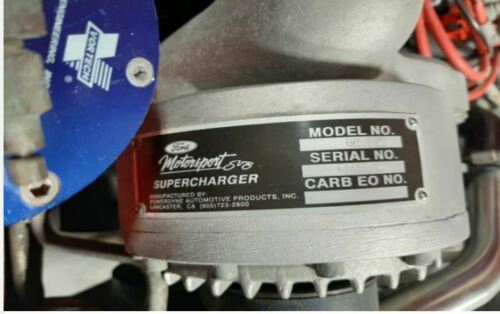 ENGINEERING
VORTECH
Ford
Motorsport SVO
SUPERCHARGER
MANUFACTURED BY:
POWERDYNE AUTOMOTIVE PRODUCTS, INC.
LANCASTER, CA (805)723-2800
MODEL NO.
SERIAL NO.
CARB EO NO.